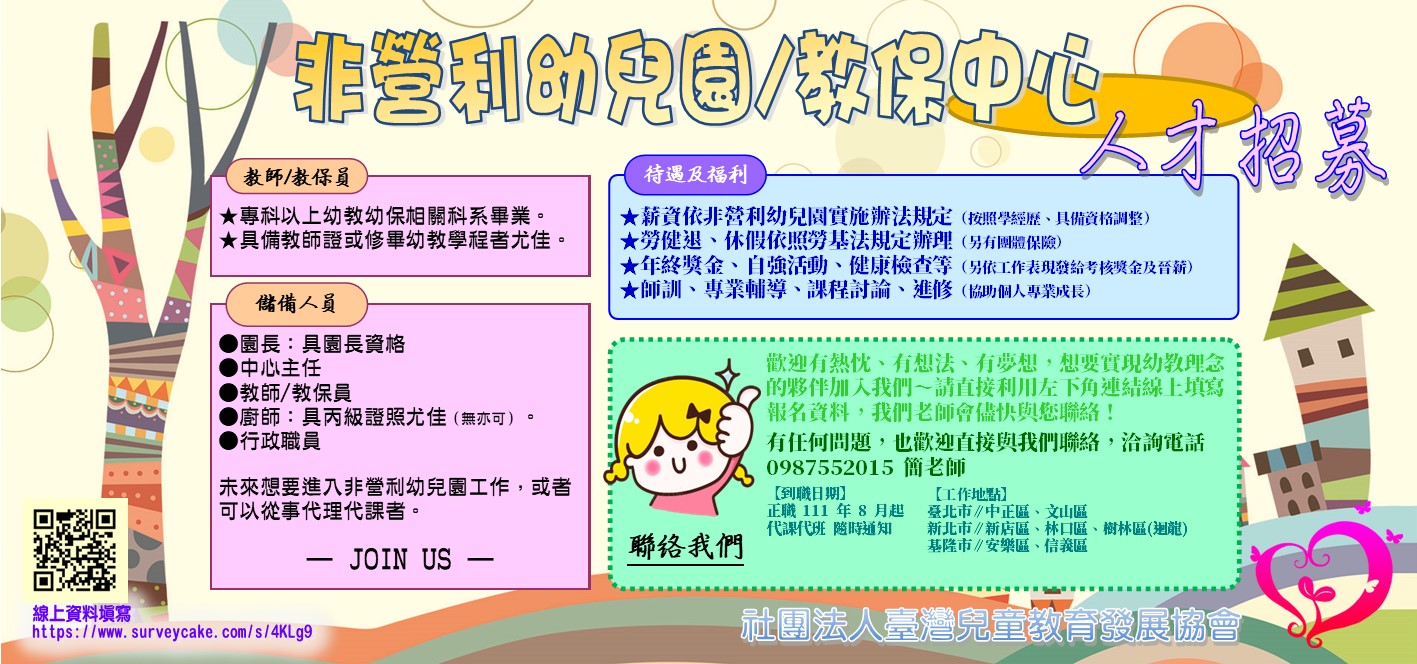 非營利幼兒園/教保中心
人才招募
教師/教保員
★專科以上幼教幼保相關科系畢業。
★具備教師證或修畢幼教學程者尤佳。
儲備人員
●園長：具園長資格
●中心主任
●教師/教保員
●廚師：具丙級證照尤佳（無亦可）。
●行政職員
未來想要進入非營利幼兒園工作，或者
可以從事代理代課者。
— JOIN US —
待遇及福利
★薪資依非營利幼兒園實施辦法規定（按照學經歷、具備資格調整）
★勞健退、休假依照勞基法規定辦理（另有團體保險）
★年終獎金、自強活動、健康檢查等（另依工作表現發給考核獎金及晉薪）
★師訓、專業輔導、課程討論、進修（協助個人專業成長）
歡迎有熱忱、有想法、有夢想，想要實現幼教理念
的夥伴加入我們～請直接利用左下角連結線上填寫
報名資料，我們老師會儘快與您聯絡！
有任何問題，也歡迎直接與我們聯絡，洽詢電話
0987552015 簡老師
【到職日期】
正職 111 年 8 月起
代課代班 隨時通知
【工作地點】
臺北市//中正區、文山區
新北市//新店區、林口區、樹林區(迴龍)
基隆市//安樂區、信義區
聯絡我們
線上資料填寫
https://www.surveycake.com/s/4KLg9
社團法人臺灣兒童教育發展協會